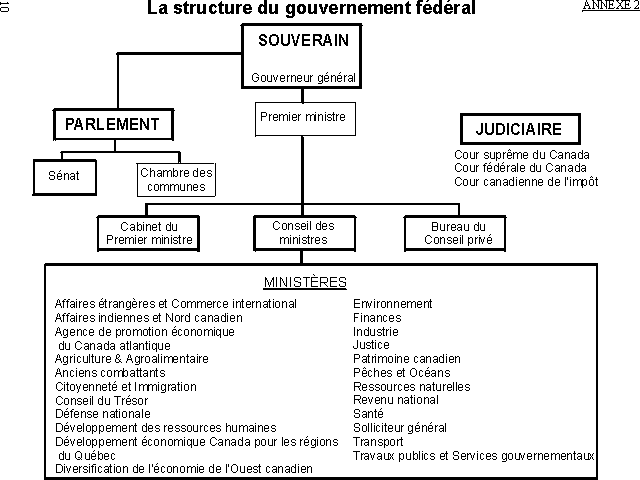 10
La structure du gouvernement fédéral
ANNEXE 2
SOUVERAIN
Gouverneur général
Premier ministre
PARLEMENT
Sénat
Chambre des
communes
JUDICIAIRE
Cour suprême du Canada
Cour fédérale du Canada
Cour canadienne de l'impôt
Cabinet du
Premier ministre
Conseil des
ministres
Bureau du
Conseil privé
MINISTÈRES
Affaires étrangères et Commerce international
Affaires indiennes et Nord canadien
Agence de promotion économique
du Canada atlantique
Agriculture & Agroalimentaire
Anciens combattants
Citoyenneté et Immigration
Conseil du Trésor
Défense nationale
Développement des ressources humaines
Développement économique Canada pour les régions
du Québec
Diversification de l'économie de l'Ouest canadien
Environnement
Finances
Industrie
Justice
Patrimoine canadien
Pêches et Océans
Ressources naturelles
Revenu national
Santé
Solliciteur général
Transport
Travaux publics et Services gouvernementaux